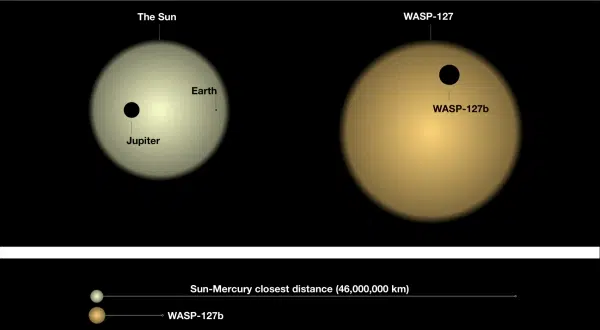 The Sun
WASP-127
Earth
Jupiter
WASP-127b
Sun-Mercury closest distance (46,000,000 km)
WASP-127b